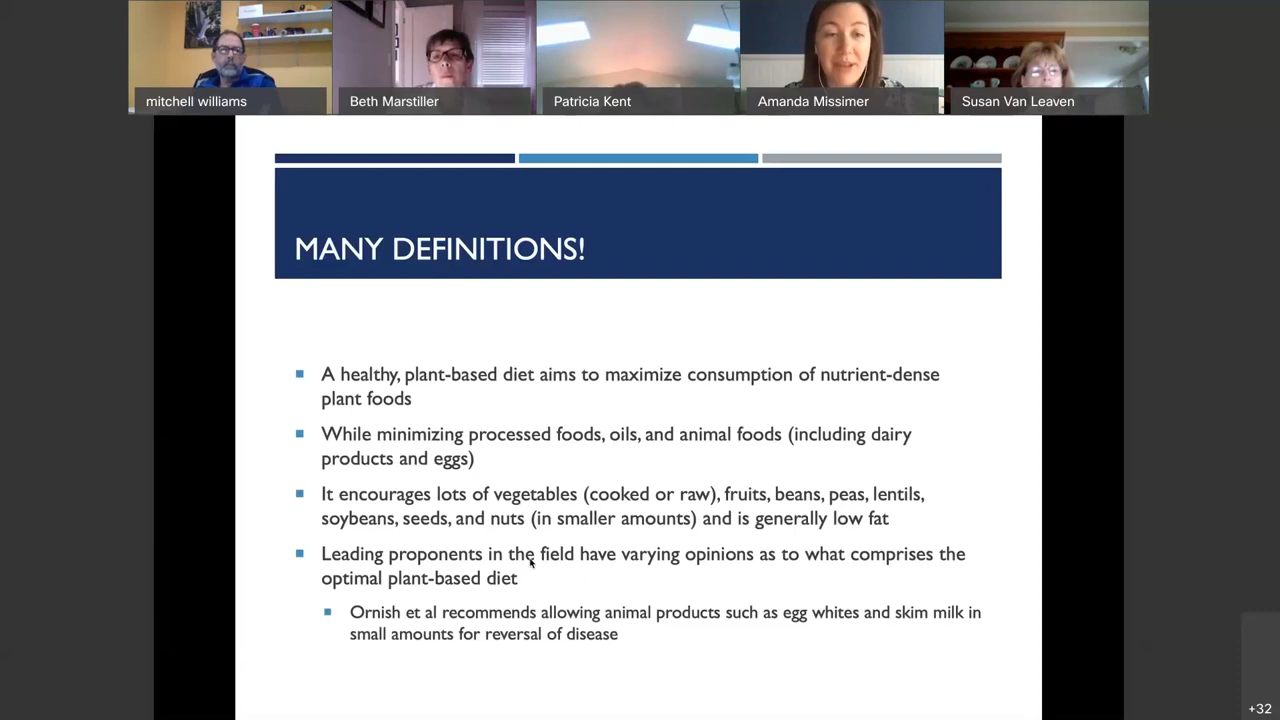 mitchell williams
Beth Marstiller
Patricia Kent
Amanda Missimer
Susan Van Leaven
MANY DEFINITIONS!
A healthy, plant-based diet aims to maximize consumption of nutrient-dense
plant foods
While minimizing processed foods, oils, and animal foods (including dairy
products and eggs)
It encourages lots of vegetables (cooked or raw), fruits, beans, peas, lentils,
soybeans, seeds, and nuts (in smaller amounts) and is generally low fat
Leading proponents in the field have varying opinions as to what comprises the
optimal plant-based diet
Ornish et al recommends allowing animal products such as egg whites and skim milk in
small amounts for reversal of disease
+32